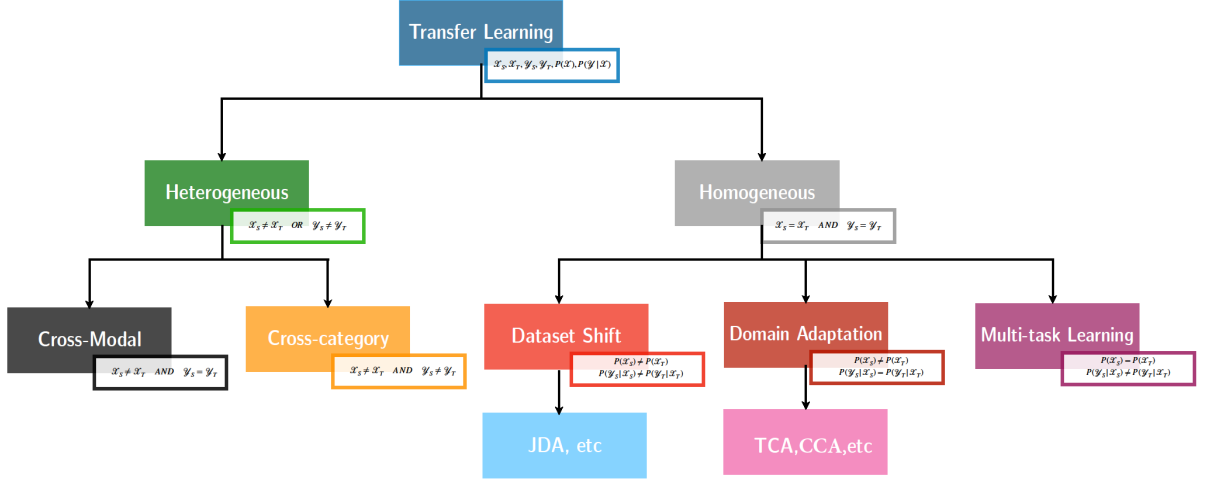 Transfer Learning
𝒳_S, 𝒳_T, 𝒴_S, 𝒴_T, P(𝒳), P(𝒴|𝒳)
Heterogeneous
𝒳_S ≠ 𝒳_T OR 𝒴_S ≠ 𝒴_T
Homogeneous
𝒳_S = 𝒳_T AND 𝒴_S = 𝒴_T
Cross-Modal
𝒳_S ≠ 𝒳_T AND 𝒴_S = 𝒴_T
Cross-category
𝒳_S ≠ 𝒳_T AND 𝒴_S ≠ 𝒴_T
Dataset Shift
P(𝒳_S) ≠ P(𝒳_T)
P(𝒴_S|𝒳_S) ≠ P(𝒴_T|𝒳_T)
Domain Adaptation
P(𝒳_S) ≠ P(𝒳_T)
P(𝒴_S|𝒳_S) = P(𝒴_T|𝒳_T)
Multi-task Learning
P(𝒳_S) = P(𝒳_T)
P(𝒴_S|𝒳_S) ≠ P(𝒴_T|𝒳_T)
JDA, etc
TCA,CCA,etc